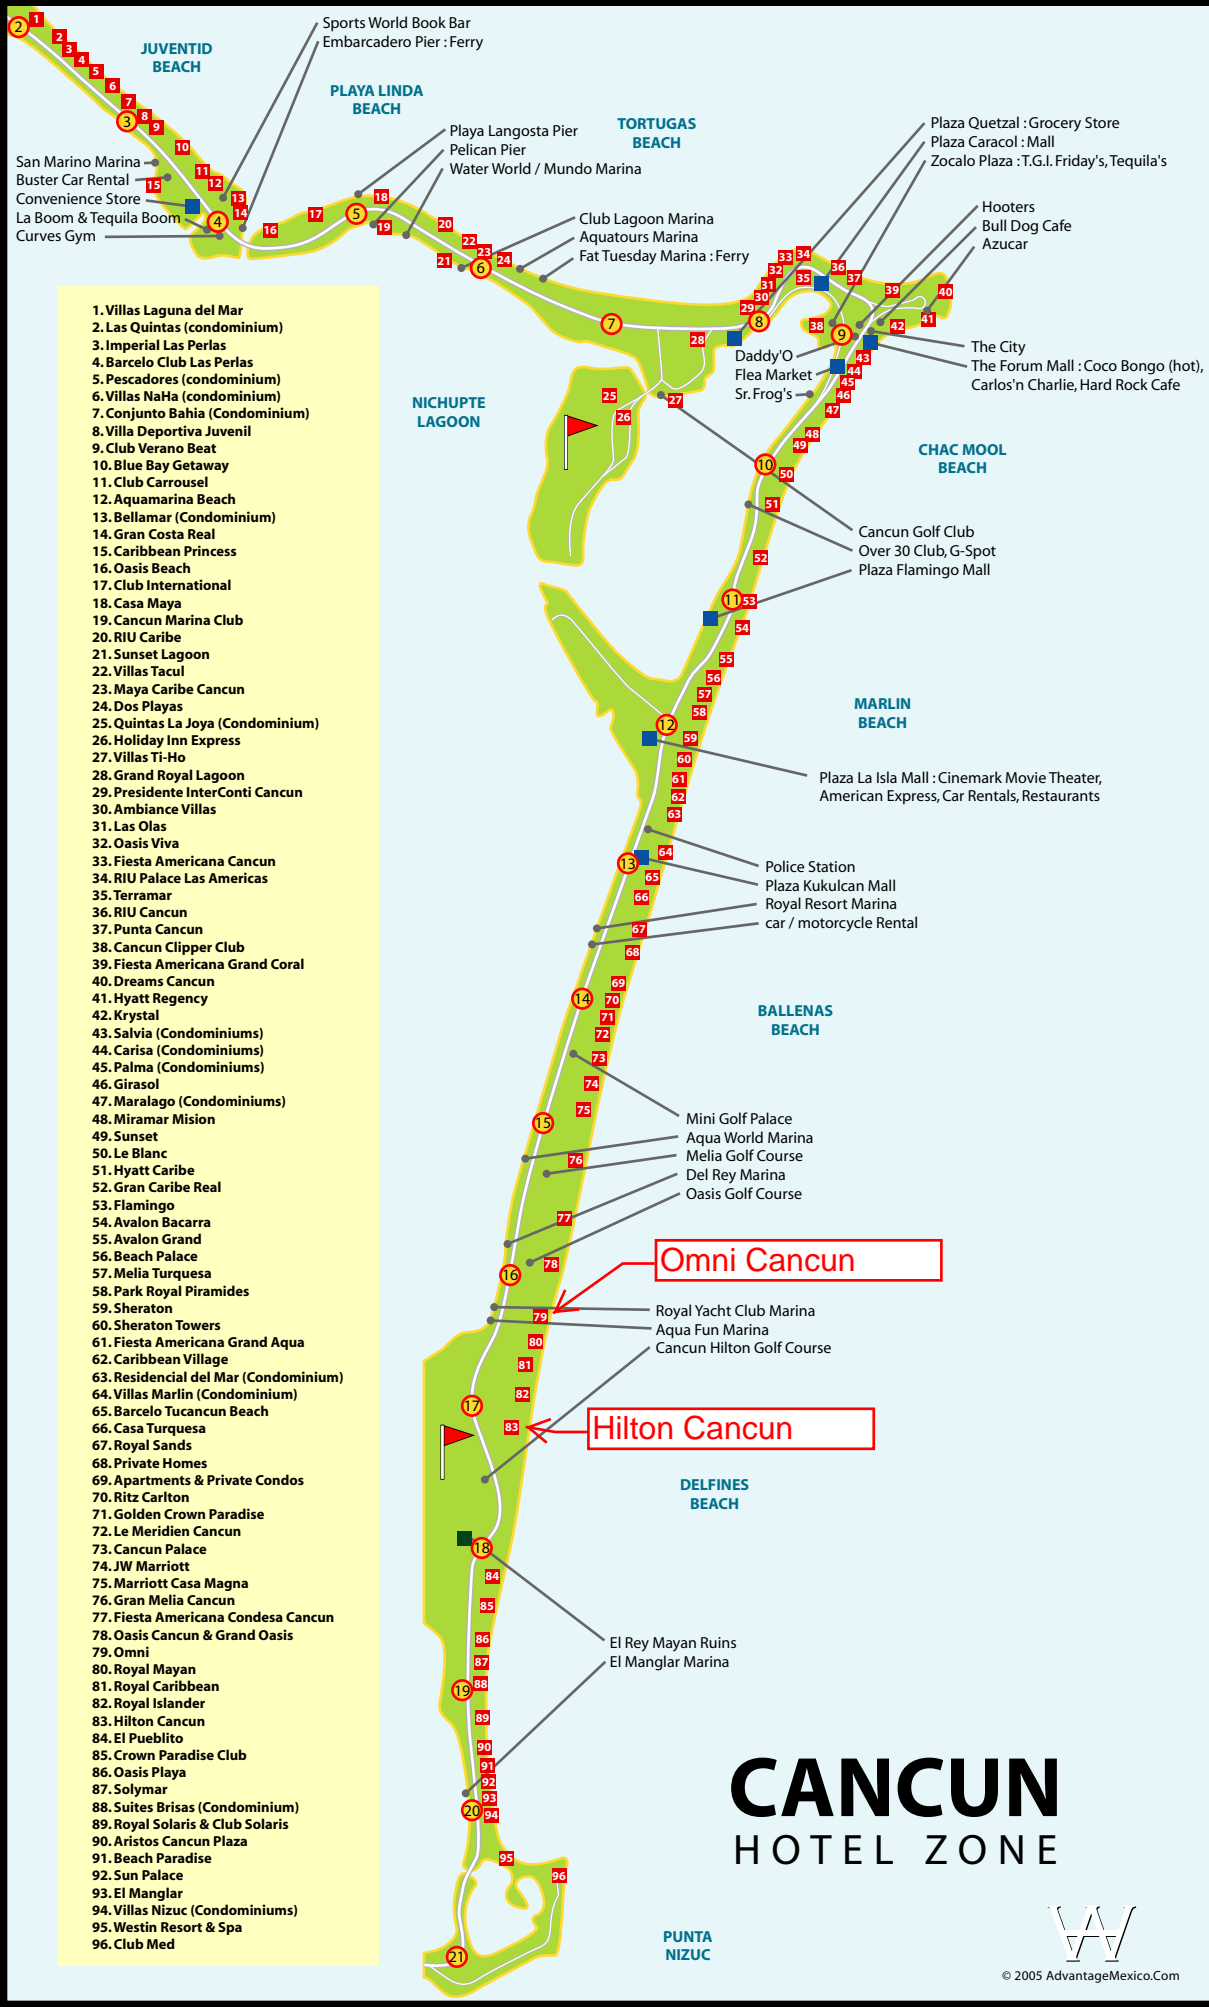 JUVENTID
BEACH
Sports World Book Bar
Embarcadero Pier : Ferry
PLAYA LINDA
BEACH
Playa Langosta Pier
Pelican Pier
Water World / Mundo Marina
TORTUGAS
BEACH
Plaza Quetzal : Grocery Store
Plaza Caracol : Mall
Zocalo Plaza : T.G.I. Friday's, Tequila's
San Marino Marina
Buster Car Rental
Convenience Store
La Boom & Tequila Boom
Curves Gym
Club Lagoon Marina
Aquatours Marina
Fat Tuesday Marina : Ferry
Hooters
Bull Dog Cafe
Azucar
Daddy'O
Flea Market
Sr. Frog's
The City
The Forum Mall : Coco Bongo (hot),
Carlos'n Charlie, Hard Rock Cafe
NICHUPTE
LAGOON
CHAC MOOL
BEACH
Cancun Golf Club
Over 30 Club, G-Spot
Plaza Flamingo Mall
MARLIN
BEACH
Plaza La Isla Mall : Cinemark Movie Theater,
American Express, Car Rentals, Restaurants
Police Station
Plaza Kukulcan Mall
Royal Resort Marina
car / motorcycle Rental
BALLENAS
BEACH
Mini Golf Palace
Aqua World Marina
Melia Golf Course
Del Rey Marina
Oasis Golf Course
Omni Cancun
Royal Yacht Club Marina
Aqua Fun Marina
Cancun Hilton Golf Course
Hilton Cancun
DELFINES
BEACH
El Rey Mayan Ruins
El Manglar Marina
PUNTA
NIZUC
1. Villas Laguna del Mar
2. Las Quintas (condominium)
3. Imperial Las Perlas
4. Barcelo Club Las Perlas
5. Pescadores (condominium)
6. Villas NaHa (condominium)
7. Conjunto Bahia (Condominium)
8. Villa Deportiva Juvenil
9. Club Verano Beat
10. Blue Bay Getaway
11. Club Carrousel
12. Aquamarina Beach
13. Bellamar (Condominium)
14. Gran Costa Real
15. Caribbean Princess
16. Oasis Beach
17. Club International
18. Casa Maya
19. Cancun Marina Club
20. RIU Caribe
21. Sunset Lagoon
22. Villas Tacul
23. Maya Caribe Cancun
24. Dos Playas
25. Quintas La Joya (Condominium)
26. Holiday Inn Express
27. Villas Ti-Ho
28. Grand Royal Lagoon
29. Presidente InterConti Cancun
30. Ambiance Villas
31. Las Olas
32. Oasis Viva
33. Fiesta Americana Cancun
34. RIU Palace Las Americas
35. Terramar
36. RIU Cancun
37. Punta Cancun
38. Cancun Clipper Club
39. Fiesta Americana Grand Coral
40. Dreams Cancun
41. Hyatt Regency
42. Krystal
43. Salvia (Condominiums)
44. Carisa (Condominiums)
45. Palma (Condominiums)
46. Girasol
47. Maralago (Condominiums)
48. Miramar Mision
49. Sunset
50. Le Blanc
51. Hyatt Caribe
52. Gran Caribe Real
53. Flamingo
54. Avalon Bacarra
55. Avalon Grand
56. Beach Palace
57. Melia Turquesa
58. Park Royal Piramides
59. Sheraton
60. Sheraton Towers
61. Fiesta Americana Grand Aqua
62. Caribbean Village
63. Residencial del Mar (Condominium)
64. Villas Marlin (Condominium)
65. Barcelo Tucancun Beach
66. Casa Turquesa
67. Royal Sands
68. Private Homes
69. Apartments & Private Condos
70. Ritz Carlton
71. Golden Crown Paradise
72. Le Meridien Cancun
73. Cancun Palace
74. JW Marriott
75. Marriott Casa Magna
76. Gran Melia Cancun
77. Fiesta Americana Condesa Cancun
78. Oasis Cancun & Grand Oasis
79. Omni
80. Royal Mayan
81. Royal Caribbean
82. Royal Islander
83. Hilton Cancun
84. El Pueblito
85. Crown Paradise Club
86. Oasis Playa
87. Solymar
88. Suites Brisas (Condominium)
89. Royal Solaris & Club Solaris
90. Aristos Cancun Plaza
91. Beach Paradise
92. Sun Palace
93. El Manglar
94. Villas Nizuc (Condominiums)
95. Westin Resort & Spa
96. Club Med
CANCUN
HOTEL ZONE
© 2005 AdvantageMexico.Com